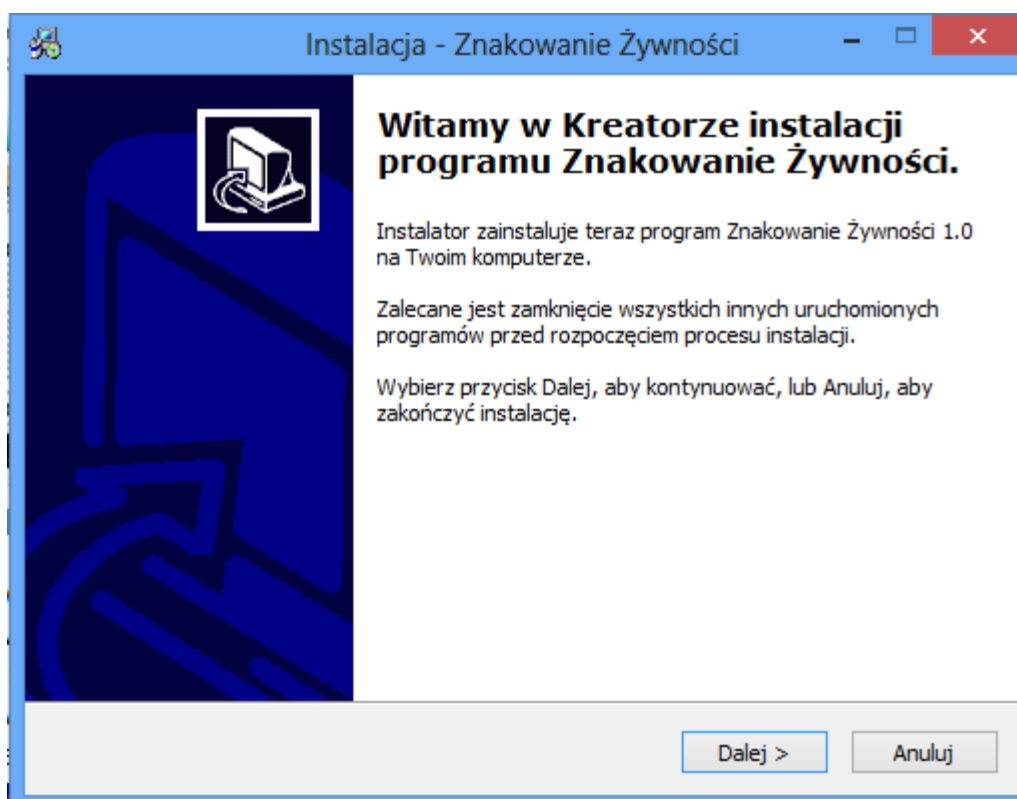 Instalacja - Znakowanie Żywności
Witamy w Kreatorze instalacji
programu Znakowanie Żywności.
Instalator zainstaluje teraz program Znakowanie Żywności 1.0
na Twoim komputerze.
Zalecane jest zamknięcie wszystkich innych uruchomionych
programów przed rozpoczęciem procesu instalacji.
Wybierz przycisk Dalej, aby kontynuować, lub Anuluj, aby
zakończyć instalację.
Dalej >
Anuluj